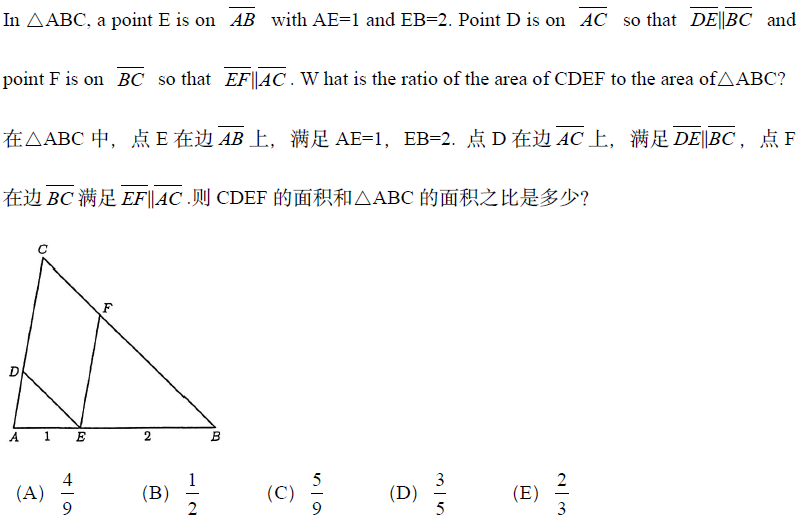 In △ABC, a point E is on AB with AE=1 and EB=2. Point D is on AC so that DE∥BC and
point F is on BC so that EF∥AC. W hat is the ratio of the area of CDEF to the area of△ABC?
在△ABC 中，点 E 在边 AB 上，满足 AE=1，EB=2. 点 D 在边 AC 上，满足 DE∥BC，点 F
在边 BC 满足 EF∥AC .则 CDEF 的面积和△ABC 的面积之比是多少?
C
F
D
A 1 E 2 B
(A) 4/9 (B) 1/2 (C) 5/9 (D) 3/5 (E) 2/3